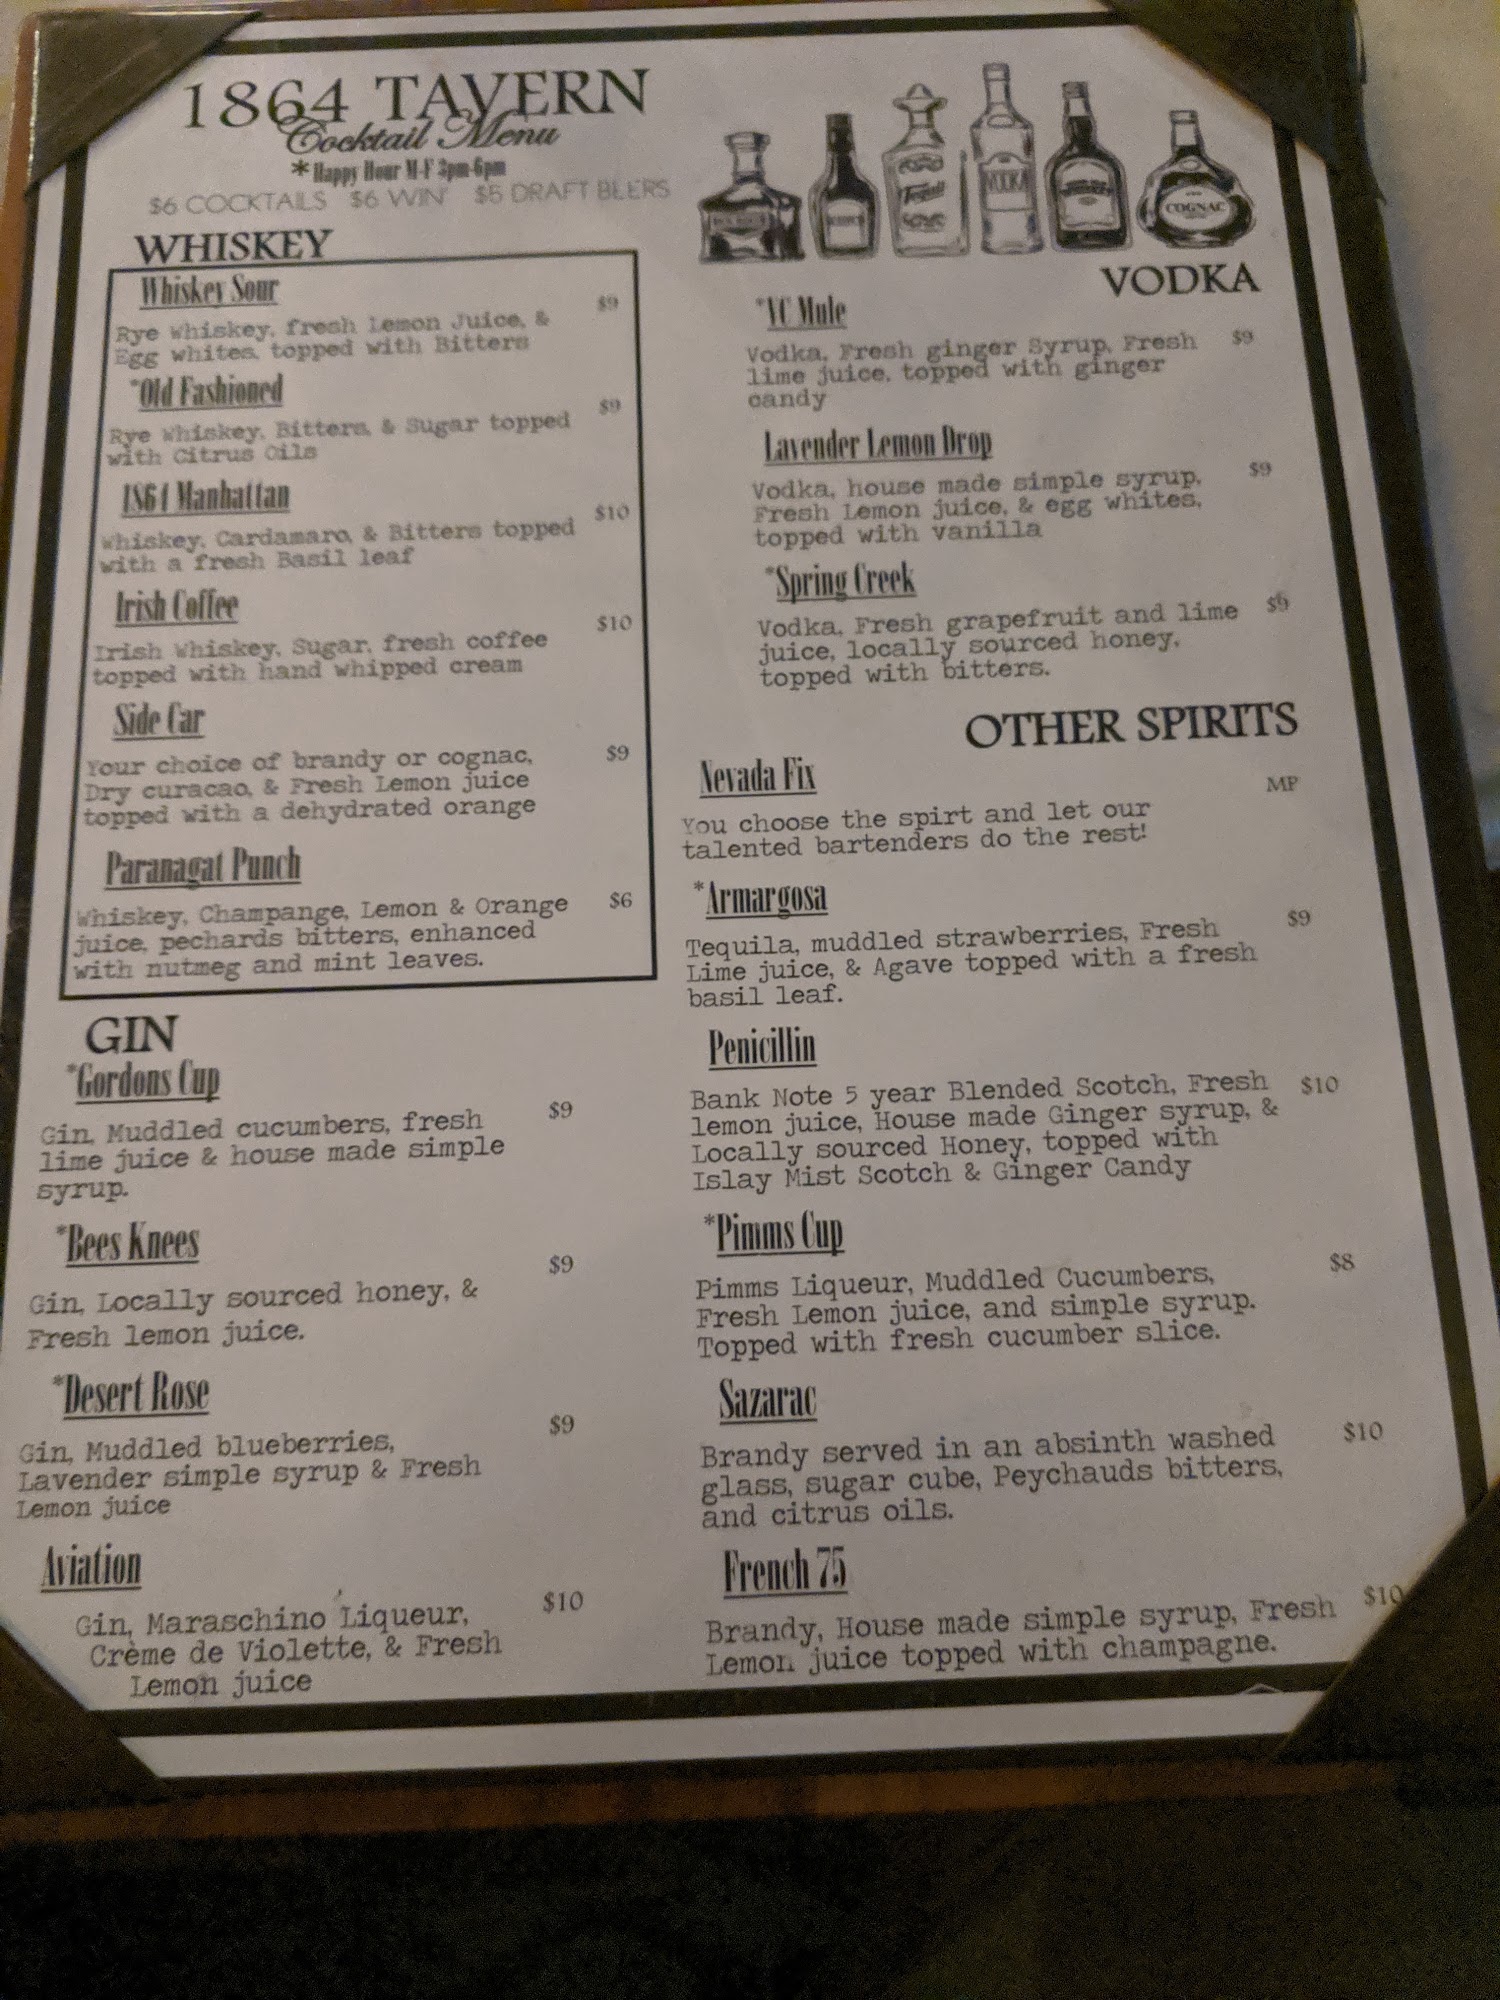 1864 TAVERN
Cocktail Menu
*Happy Hour M-F 3pm-6pm
$6 COCKTAILS $6 WIN $5 DRAFT BEERS
WHISKEY
Whiskey Sour
$9
Rye whiskey, fresh Lemon Juice, &
Egg whites, topped with Bitters
*Old Fashioned
$9
Rye Whiskey, Bitters, & Sugar topped
with Citrus Oils
1864 Manhattan
$10
Whiskey, Cardamaro, & Bitters topped
with a fresh Basil leaf
Irish Coffee
$10
Irish Whiskey, Sugar, fresh coffee
topped with hand whipped cream
Side Car
$9
Your choice of brandy or cognac,
Dry curacao, & Fresh Lemon juice
topped with a dehydrated orange
Paranagat Punch
$6
Whiskey, Champange, Lemon & Orange
juice, pechards bitters, enhanced
with nutmeg and mint leaves.
GIN
*Gordons Cup
$9
Gin, Muddled cucumbers, fresh
lime juice & house made simple
syrup.
*Bees Knees
$9
Gin, Locally sourced honey, &
Fresh lemon juice.
*Desert Rose
$9
Gin, Muddled blueberries,
Lavender simple syrup & Fresh
Lemon juice
Aviation
$10
Gin, Maraschino Liqueur,
Crème de Violette, & Fresh
Lemon juice
VODKA
COGNAC
VODKA
*VC Mule
$9
Vodka, Fresh ginger Syrup, Fresh
lime juice, topped with ginger
candy
Lavender Lemon Drop
$9
Vodka, house made simple syrup,
Fresh Lemon juice, & egg whites,
topped with vanilla
*Spring Creek
$9
Vodka, Fresh grapefruit and lime
juice, locally sourced honey,
topped with bitters.
OTHER SPIRITS
Nevada Fix
MP
You choose the spirt and let our
talented bartenders do the rest!
*Armargosa
$9
Tequila, muddled strawberries, Fresh
Lime juice, & Agave topped with a fresh
basil leaf.
Penicillin
$10
Bank Note 5 year Blended Scotch, Fresh
lemon juice, House made Ginger syrup, &
Locally sourced Honey, topped with
Islay Mist Scotch & Ginger Candy
*Pimms Cup
$8
Pimms Liqueur, Muddled Cucumbers,
Fresh Lemon juice, and simple syrup.
Topped with fresh cucumber slice.
Sazarac
$10
Brandy served in an absinth washed
glass, sugar cube, Peychauds bitters,
and citrus oils.
French 75
$10
Brandy, House made simple syrup, Fresh
Lemon juice topped with champagne.